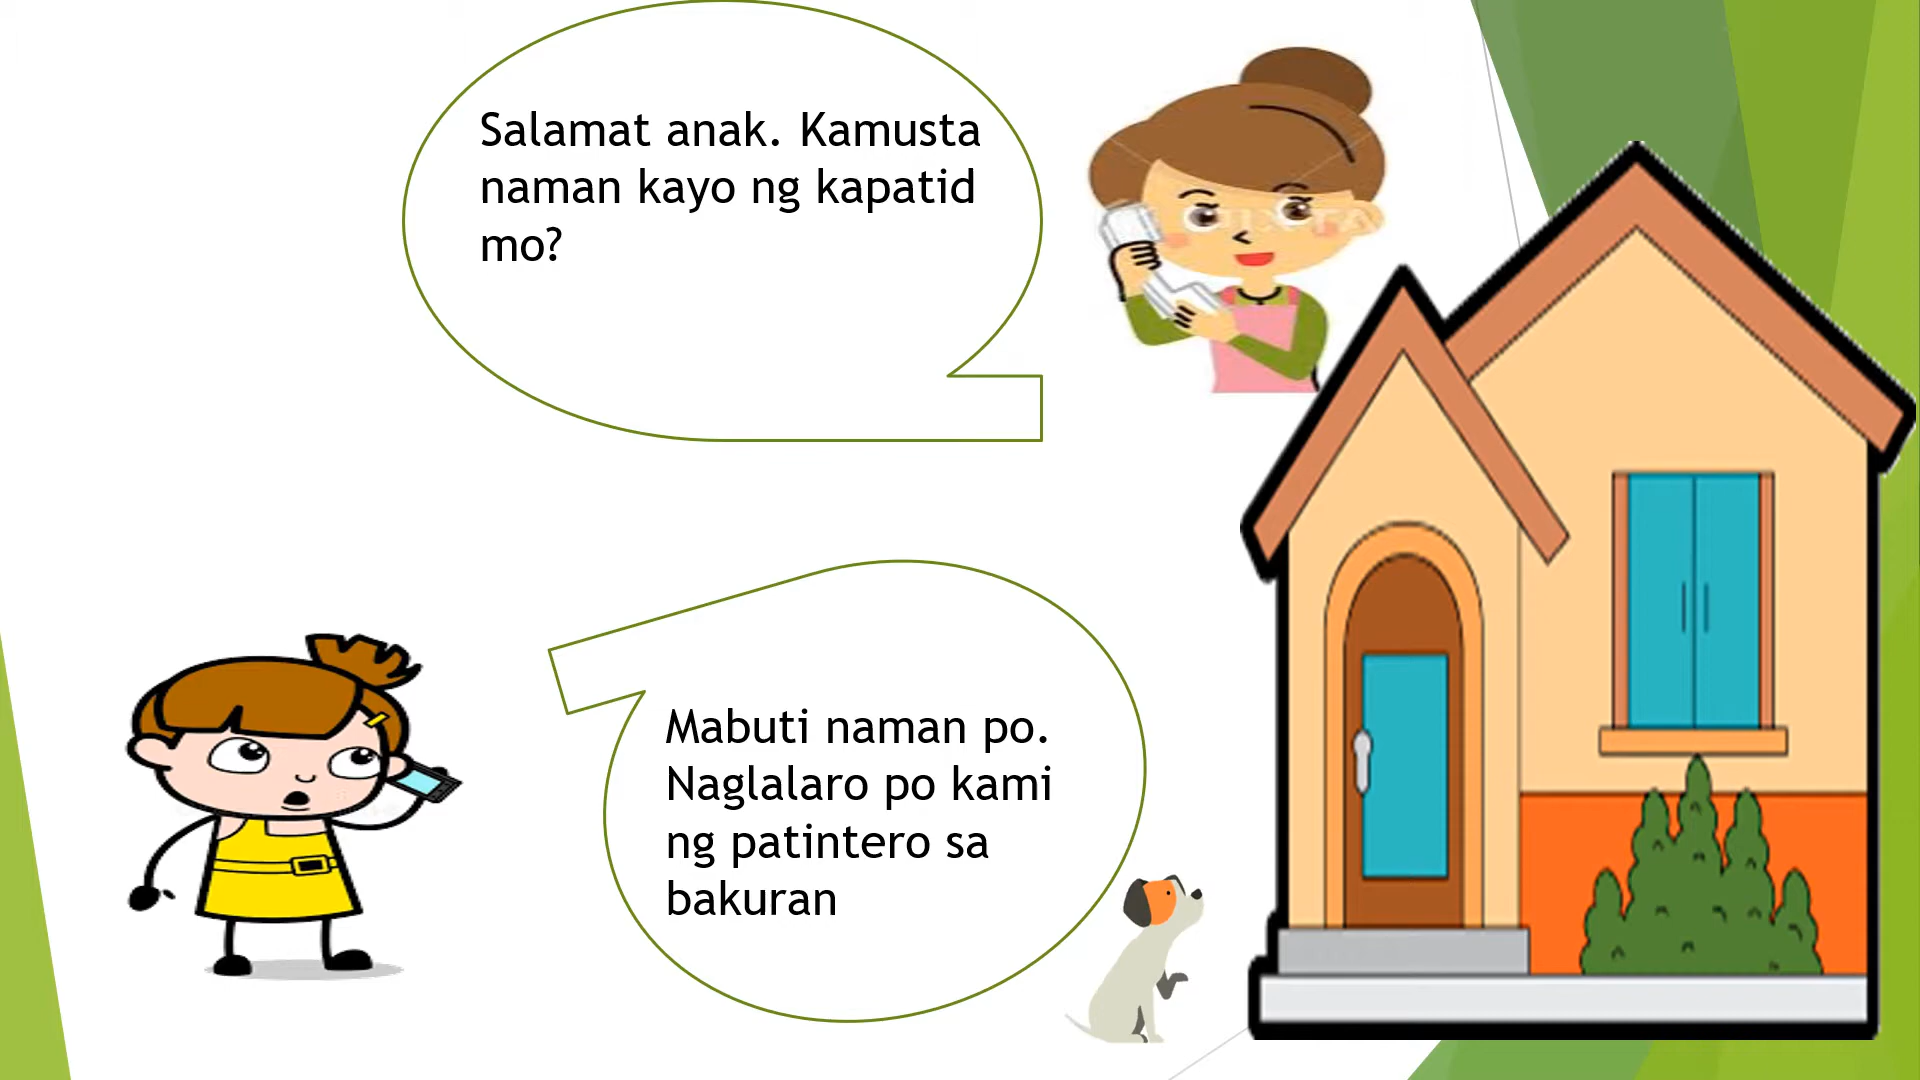 Salamat anak. Kamusta
naman kayo ng kapatid
mo?
Mabuti naman po.
Naglalaro po kami
ng patintero sa
bakuran